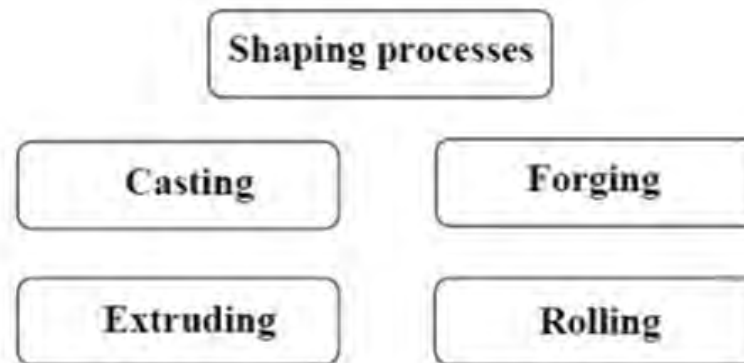 Shaping processes
Casting
Forging
Extruding
Rolling